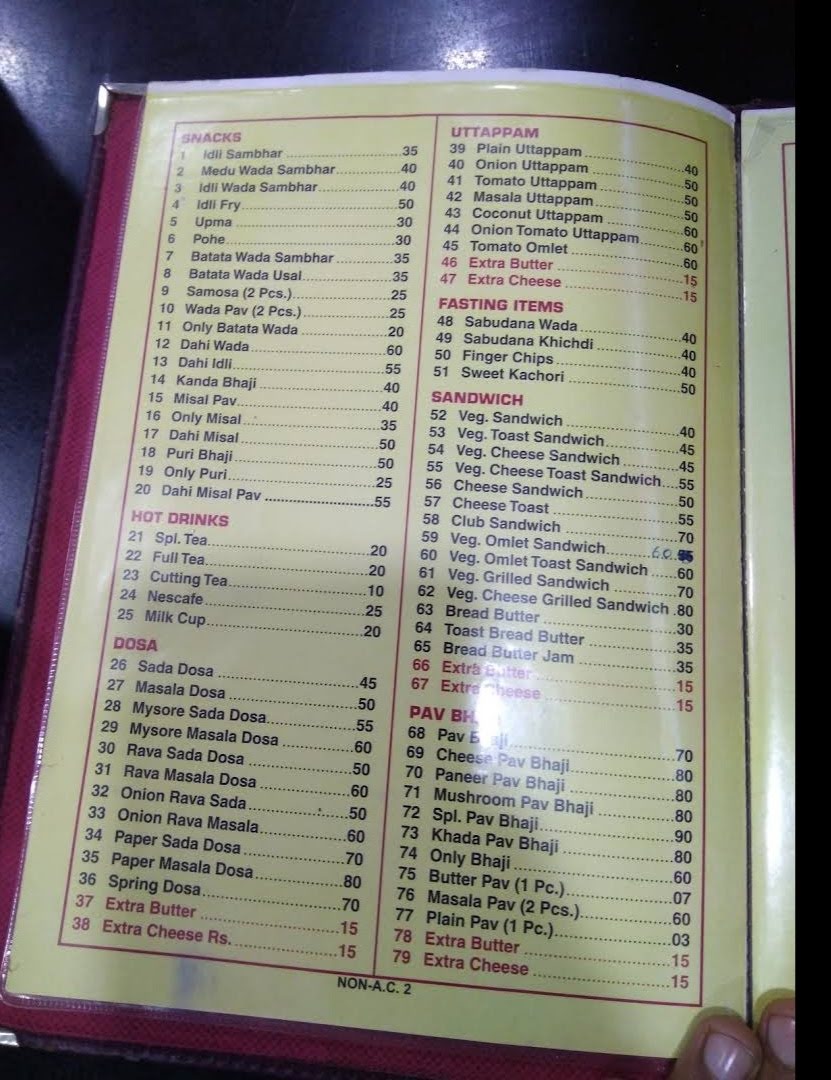 SNACKS
1 Idli Sambhar ........ 35
2 Medu Wada Sambhar ........ 40
3 Idli Wada Sambhar ........ 40
4 Idli Fry ........ 50
5 Upma ........ 30
6 Pohe ........ 30
7 Batata Wada Sambhar ........ 35
8 Batata Wada Usal ........ 35
9 Samosa (2 Pcs.) ........ 25
10 Wada Pav (2 Pcs.) ........ 25
11 Only Batata Wada ........ 20
12 Dahi Wada ........ 60
13 Dahi Idli ........ 55
14 Kanda Bhaji ........ 40
15 Misal Pav ........ 40
16 Only Misal ........ 35
17 Dahi Misal ........ 50
18 Puri Bhaji ........ 50
19 Only Puri ........ 25
20 Dahi Misal Pav ........ 55
HOT DRINKS
21 Spl. Tea ........ 20
22 Full Tea ........ 20
23 Cutting Tea ........ 10
24 Nescafe ........ 25
25 Milk Cup ........ 20
DOSA
26 Sada Dosa ........ 45
27 Masala Dosa ........ 50
28 Mysore Sada Dosa ........ 55
29 Mysore Masala Dosa ........ 60
30 Rava Sada Dosa ........ 50
31 Rava Masala Dosa ........ 60
32 Onion Rava Sada ........ 50
33 Onion Rava Masala ........ 60
34 Paper Sada Dosa ........ 70
35 Paper Masala Dosa ........ 80
36 Spring Dosa ........ 70
37 Extra Butter ........ 15
38 Extra Cheese Rs. ........ 15
UTTAPPAM
39 Plain Uttappam ........ 40
40 Onion Uttappam ........ 50
41 Tomato Uttappam ........ 50
42 Masala Uttappam ........ 50
43 Coconut Uttappam ........ 60
44 Onion Tomato Uttappam ........ 60
45 Tomato Omlet ........ 60
46 Extra Butter ........ 15
47 Extra Cheese ........ 15
FASTING ITEMS
48 Sabudana Wada ........ 40
49 Sabudana Khichdi ........ 40
50 Finger Chips ........ 40
51 Sweet Kachori ........ 50
SANDWICH
52 Veg. Sandwich ........ 40
53 Veg. Toast Sandwich ........ 45
54 Veg. Cheese Sandwich ........ 45
55 Veg. Cheese Toast Sandwich ........ 55
56 Cheese Sandwich ........ 50
57 Cheese Toast ........ 55
58 Club Sandwich ........ 70
59 Veg. Omlet Sandwich ........ 60
60 Veg. Omlet Toast Sandwich ........ 60
61 Veg. Grilled Sandwich ........ 70
62 Veg. Cheese Grilled Sandwich . 80
63 Bread Butter ........ 30
64 Toast Bread Butter ........ 35
65 Bread Butter Jam ........ 35
66 Extra Butter ........ 15
67 Extra Cheese ........ 15
PAV BH
68 Pav Bhaji ........ 70
69 Cheese Pav Bhaji ........ 80
70 Paneer Pav Bhaji ........ 80
71 Mushroom Pav Bhaji ........ 80
72 Spl. Pav Bhaji ........ 90
73 Khada Pav Bhaji ........ 80
74 Only Bhaji ........ 60
75 Butter Pav (1 Pc.) ........ 07
76 Masala Pav (2 Pcs.) ........ 60
77 Plain Pav (1 Pc.) ........ 03
78 Extra Butter ........ 15
79 Extra Cheese ........ 15
NON-A.C. 2